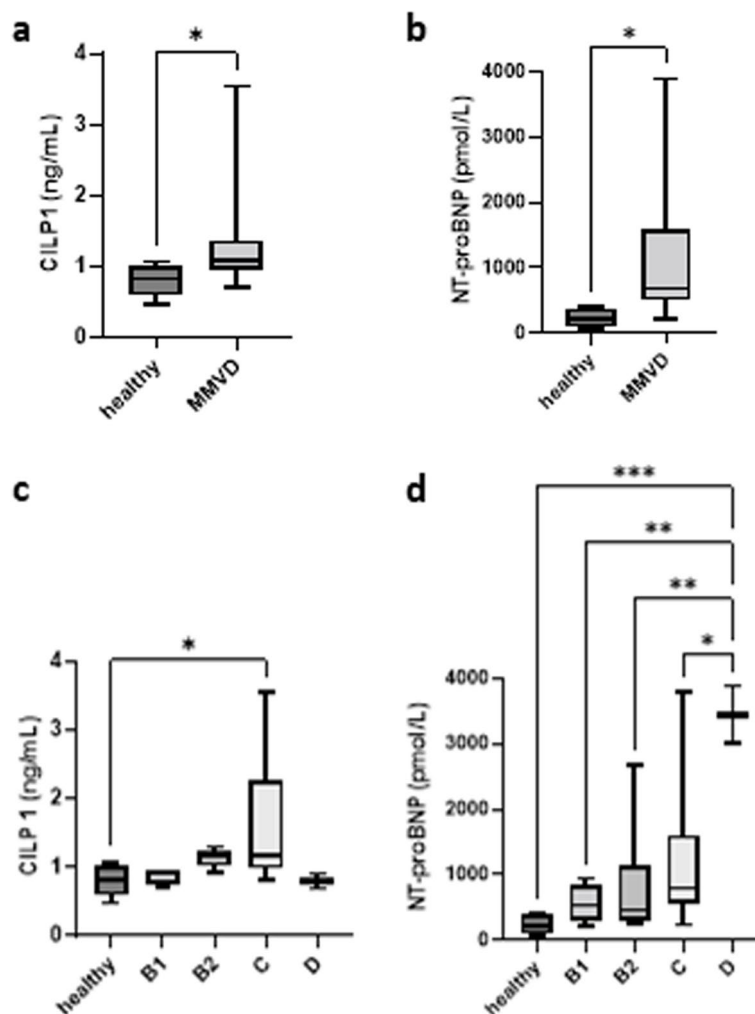 a
*
CILP1 (ng/mL)
4
3
2
1
0
healthy
MMVD
b
*
NT-proBNP (pmol/L)
4000
3000
2000
1000
0
healthy
MMVD
c
*
CILP 1 (ng/mL)
4
3
2
1
0
healthy
B1
B2
C
D
d
***
**
**
*
NT-proBNP (pmol/L)
4000
3000
2000
1000
0
healthy
B1
B2
C
D